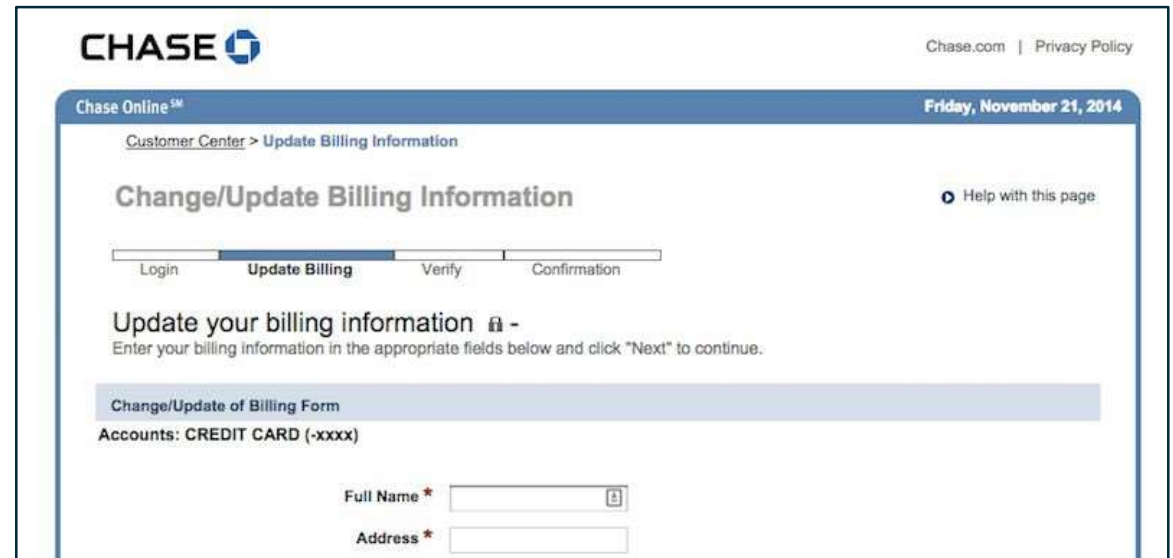 CHASE
Chase.com | Privacy Policy
Chase Online℠ Friday, November 21, 2014
Customer Center > Update Billing Information
Change/Update Billing Information
Help with this page
Login Update Billing Verify Confirmation
Update your billing information -
Enter your billing information in the appropriate fields below and click "Next" to continue.
Change/Update of Billing Form
Accounts: CREDIT CARD (-xxxx)
Full Name *
Address *